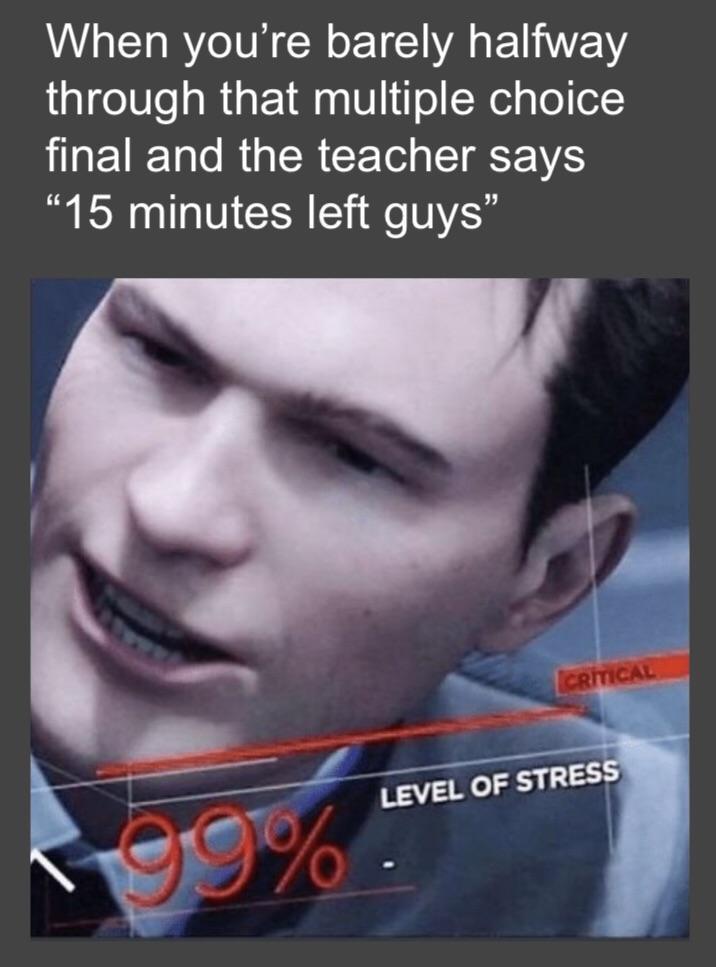 When you’re barely halfway
through that multiple choice
final and the teacher says
“15 minutes left guys”
CRITICAL
LEVEL OF STRESS
99%